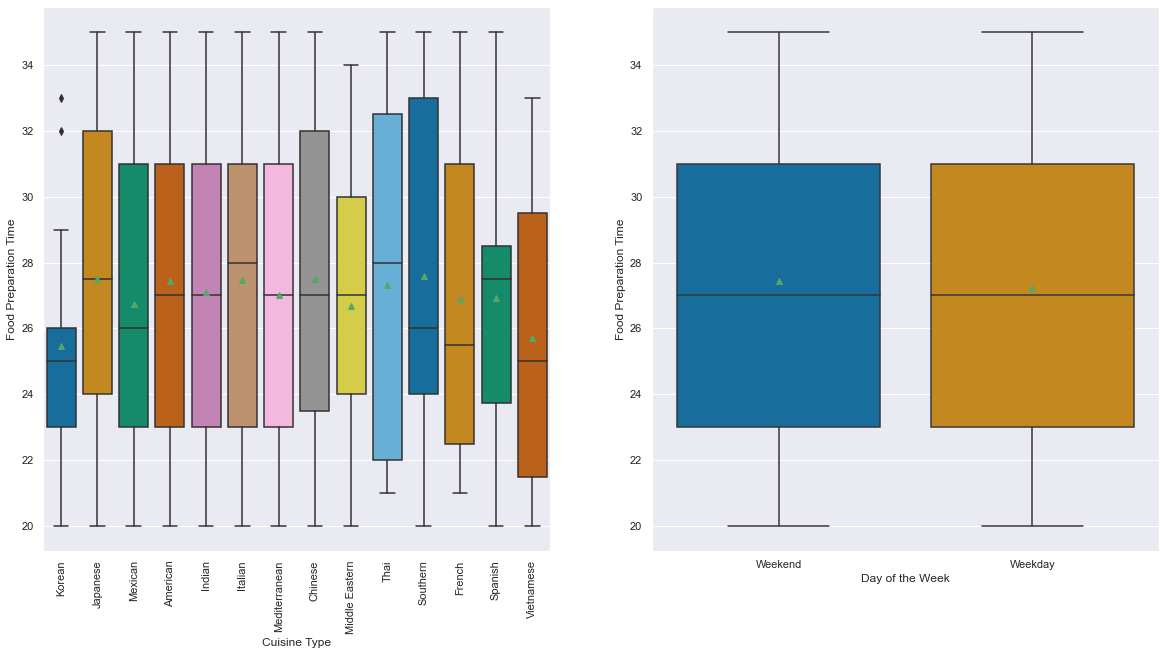 Food Preparation Time
34
32
30
28
26
24
22
20
Korean
Japanese
Mexican
American
Indian
Italian
Mediterranean
Chinese
Middle Eastern
Thai
Southern
French
Spanish
Vietnamese
Cuisine Type
Food Preparation Time
34
32
30
28
26
24
22
20
Weekend
Weekday
Day of the Week